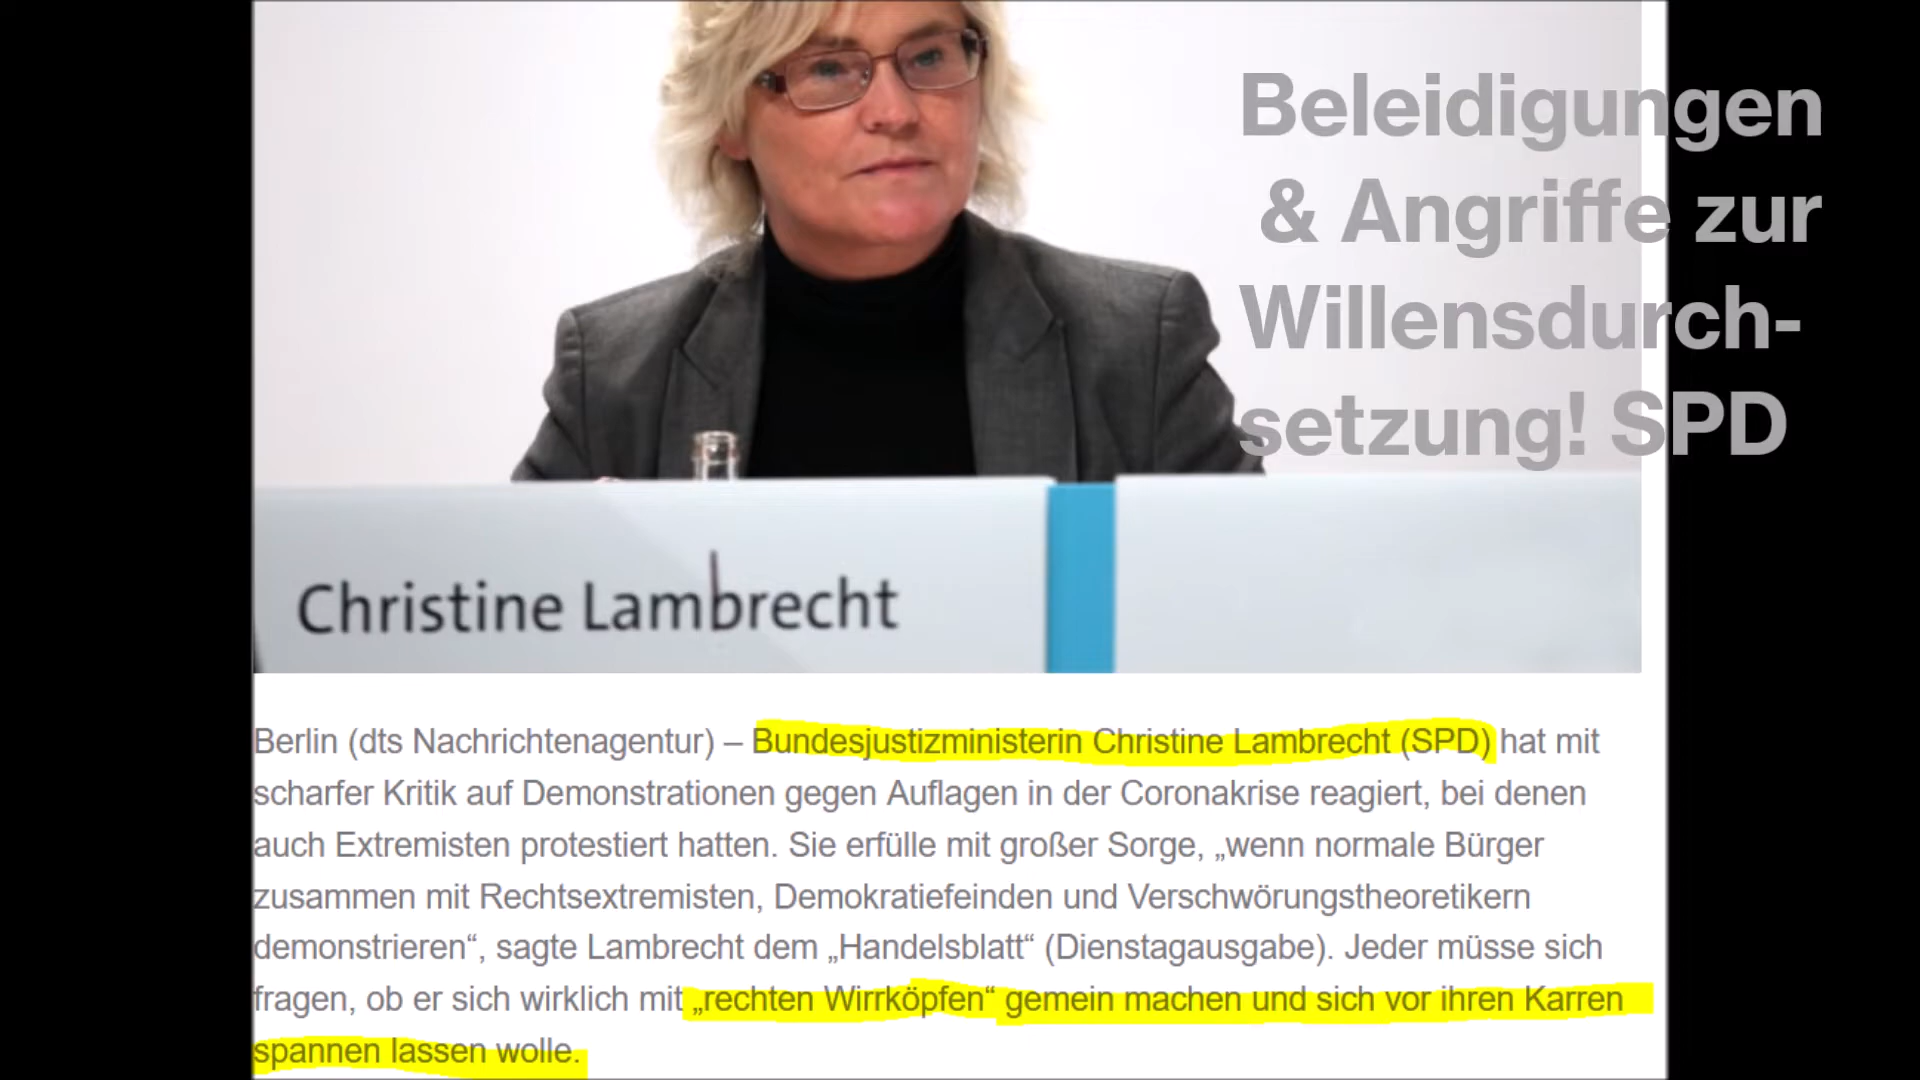 Beleidigungen
& Angriffe zur
Willensdurch-
setzung! SPD
Christine Lambrecht
Berlin (dts Nachrichtenagentur) – Bundesjustizministerin Christine Lambrecht (SPD) hat mit
scharfer Kritik auf Demonstrationen gegen Auflagen in der Coronakrise reagiert, bei denen
auch Extremisten protestiert hatten. Sie erfülle mit großer Sorge, „wenn normale Bürger
zusammen mit Rechtsextremisten, Demokratiefeinden und Verschwörungstheoretikern
demonstrieren“, sagte Lambrecht dem „Handelsblatt“ (Dienstagausgabe). Jeder müsse sich
fragen, ob er sich wirklich mit „rechten Wirrköpfen“ gemein machen und sich vor ihren Karren
spannen lassen wolle.